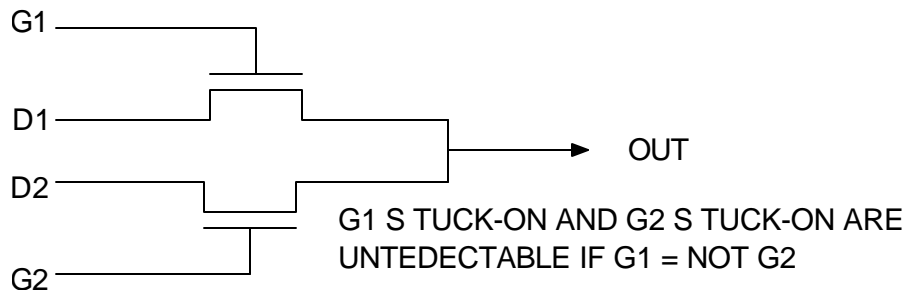 G1
D1
OUT
D2
G1 S TUCK-ON AND G2 S TUCK-ON ARE
UNTEDECTABLE IF G1 = NOT G2
G2